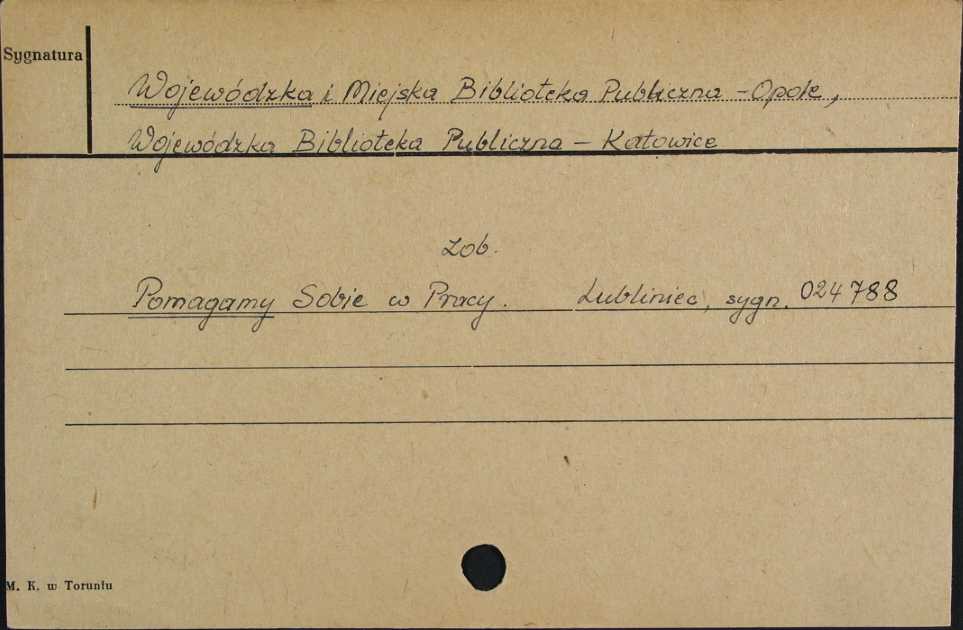 Sygnatura
Wojewódzka i Miejska Biblioteka Publiczna - Opole,
Wojewódzka Biblioteka Publiczna - Katowice
Zob.
Pomagamy Sobie w Pracy. Lubliniec, sygn. 024788
M. K. w Toruniu